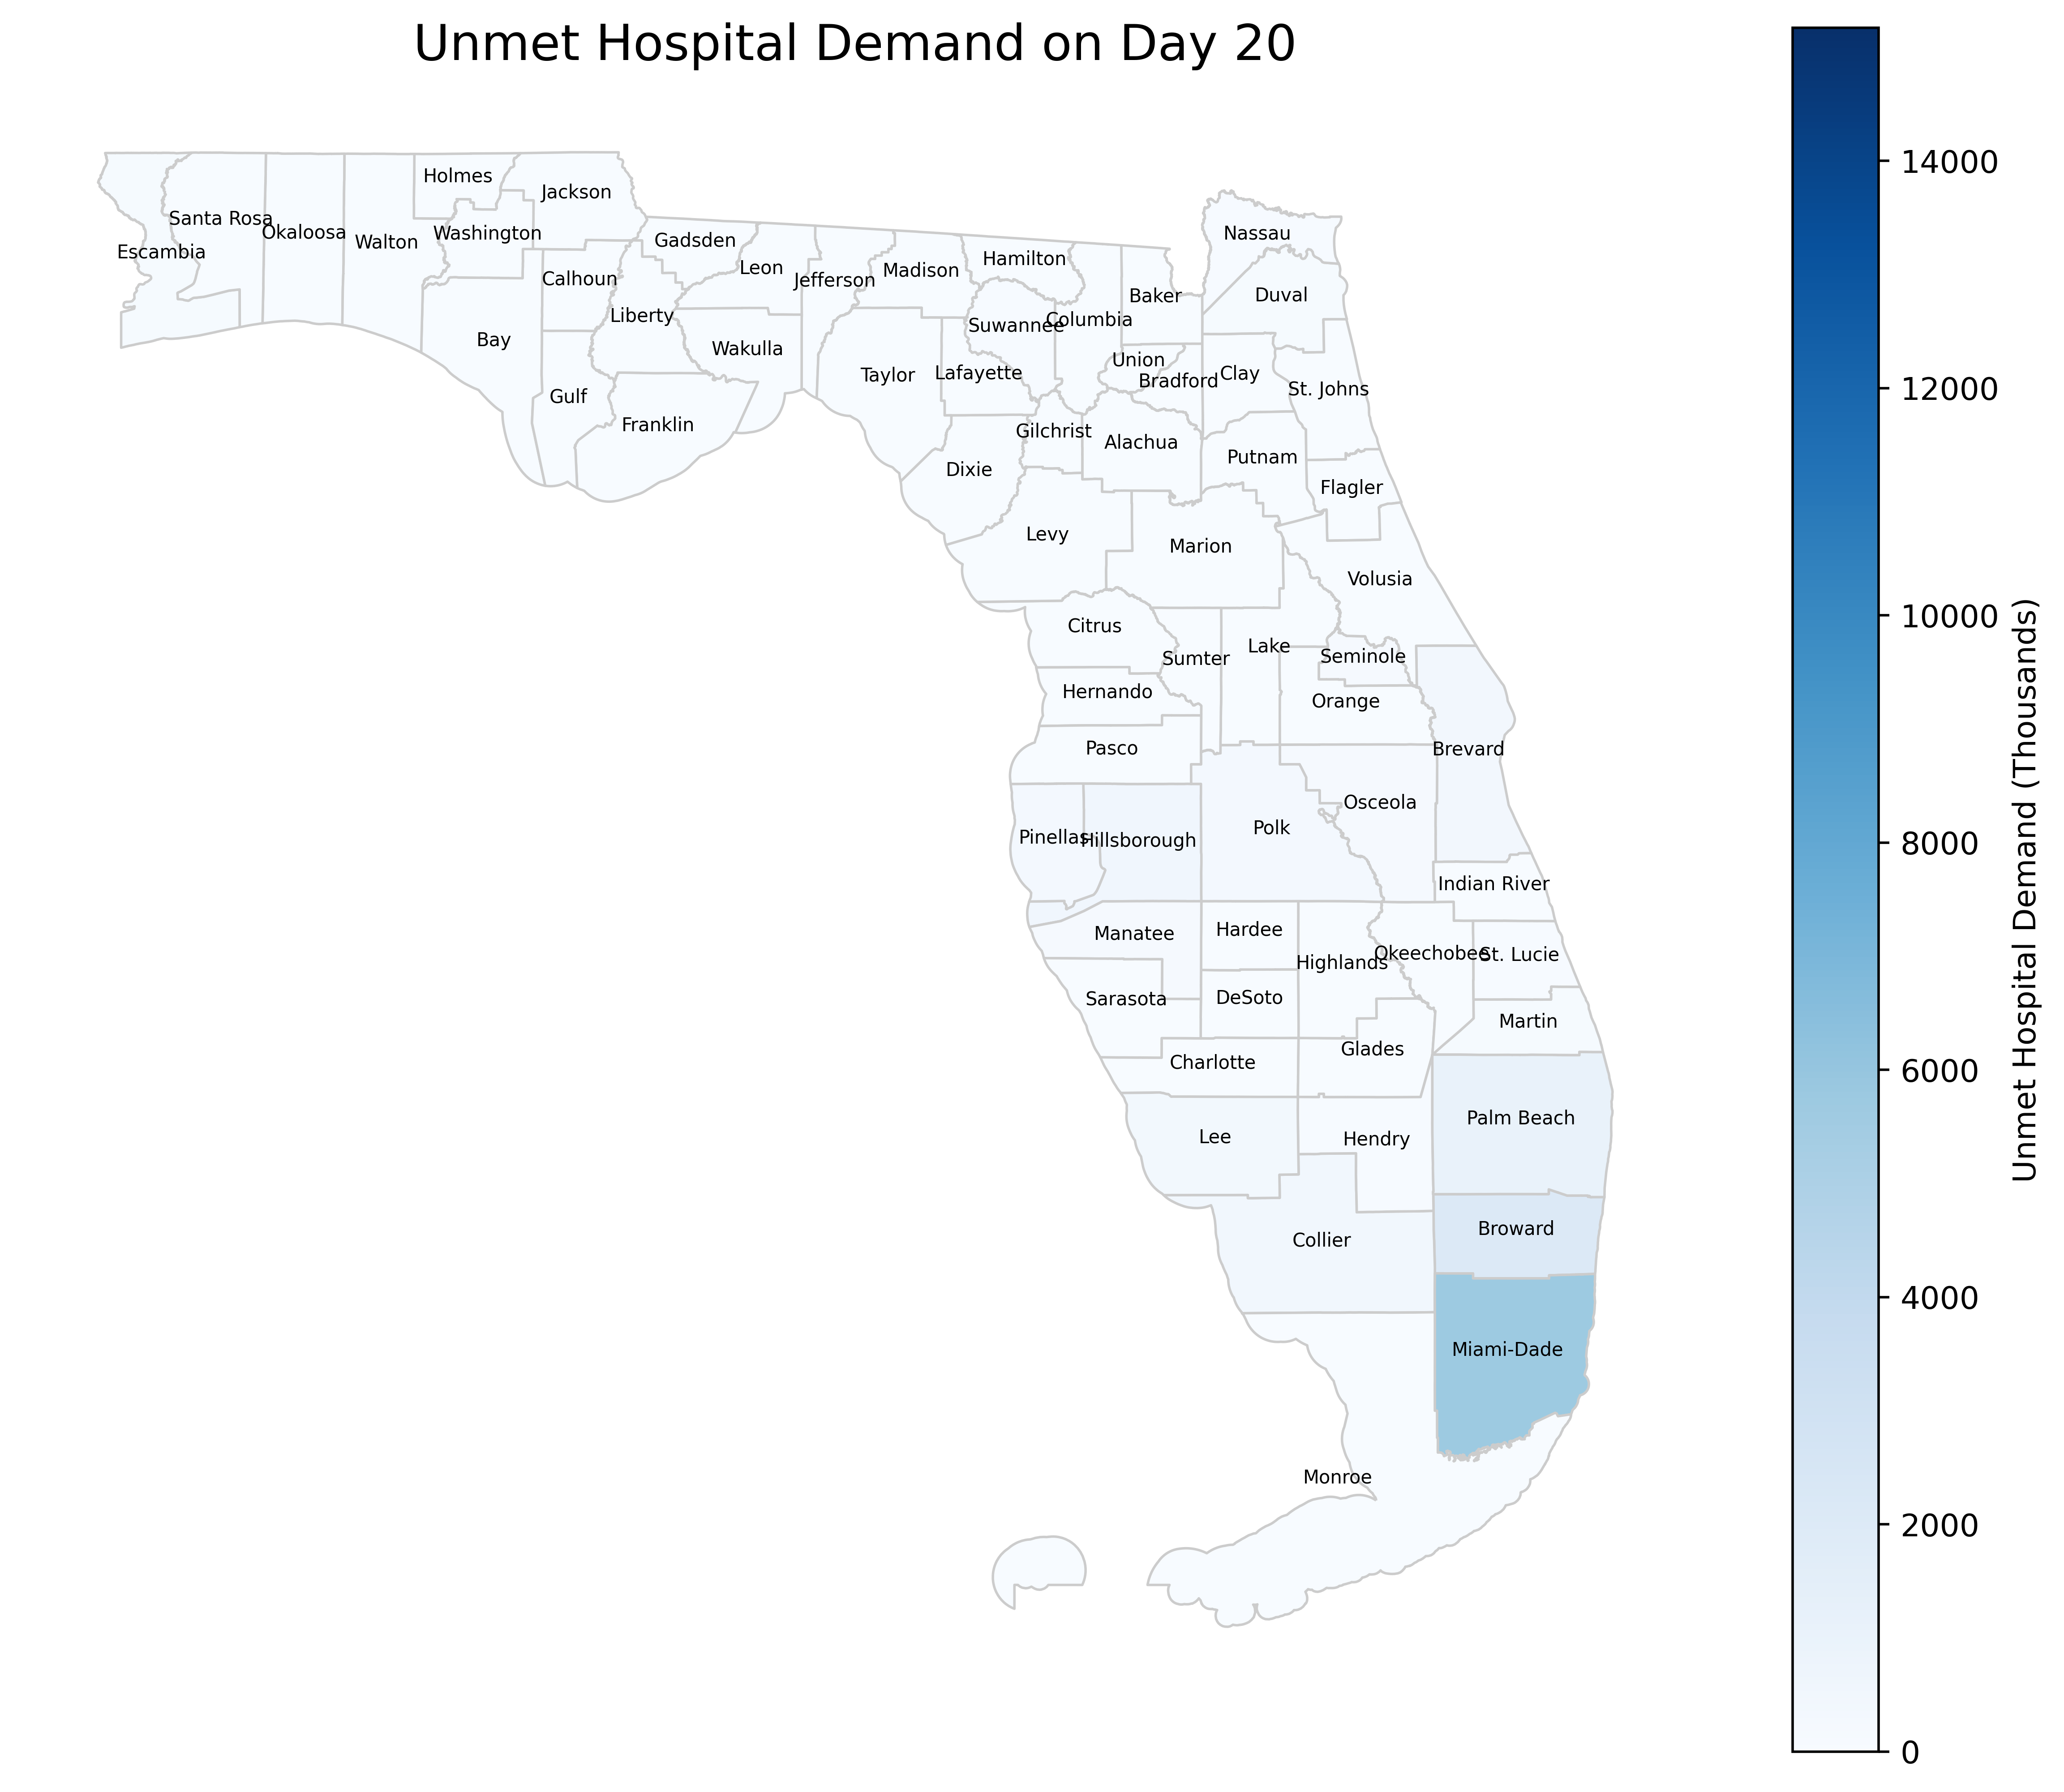 Unmet Hospital Demand on Day 20
Holmes
Jackson
Santa Rosa
Okaloosa
Walton
Washington
Escambia
Gadsden
Leon
Jefferson
Madison
Hamilton
Nassau
Calhoun
Liberty
Bay
Wakulla
Suwannee
Columbia
Baker
Duval
Taylor
Lafayette
Union
Bradford
Clay
St. Johns
Gulf
Franklin
Gilchrist
Alachua
Dixie
Putnam
Flagler
Levy
Marion
Volusia
Citrus
Sumter
Lake
Seminole
Hernando
Orange
Pasco
Brevard
Osceola
Pinellas
Hillsborough
Polk
Indian River
Manatee
Hardee
Highlands
Okeechobee
St. Lucie
Sarasota
DeSoto
Martin
Charlotte
Glades
Lee
Hendry
Palm Beach
Collier
Broward
Miami-Dade
Monroe
14000
12000
10000
8000
6000
4000
2000
0
Unmet Hospital Demand (Thousands)